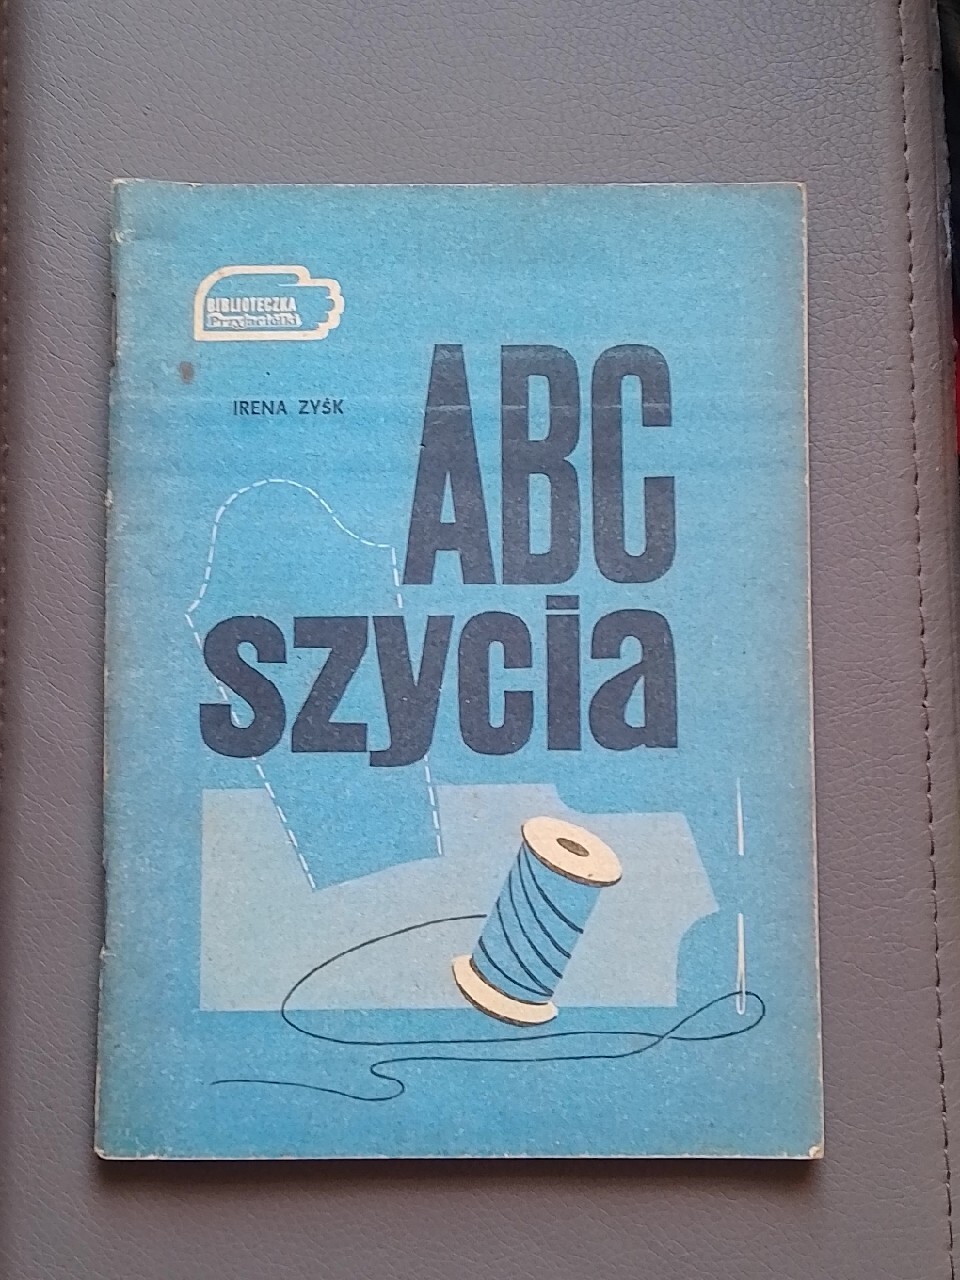 BIBLIOTECZKA
Przyjaciółki
IRENA ZYŚK
ABC
szycia